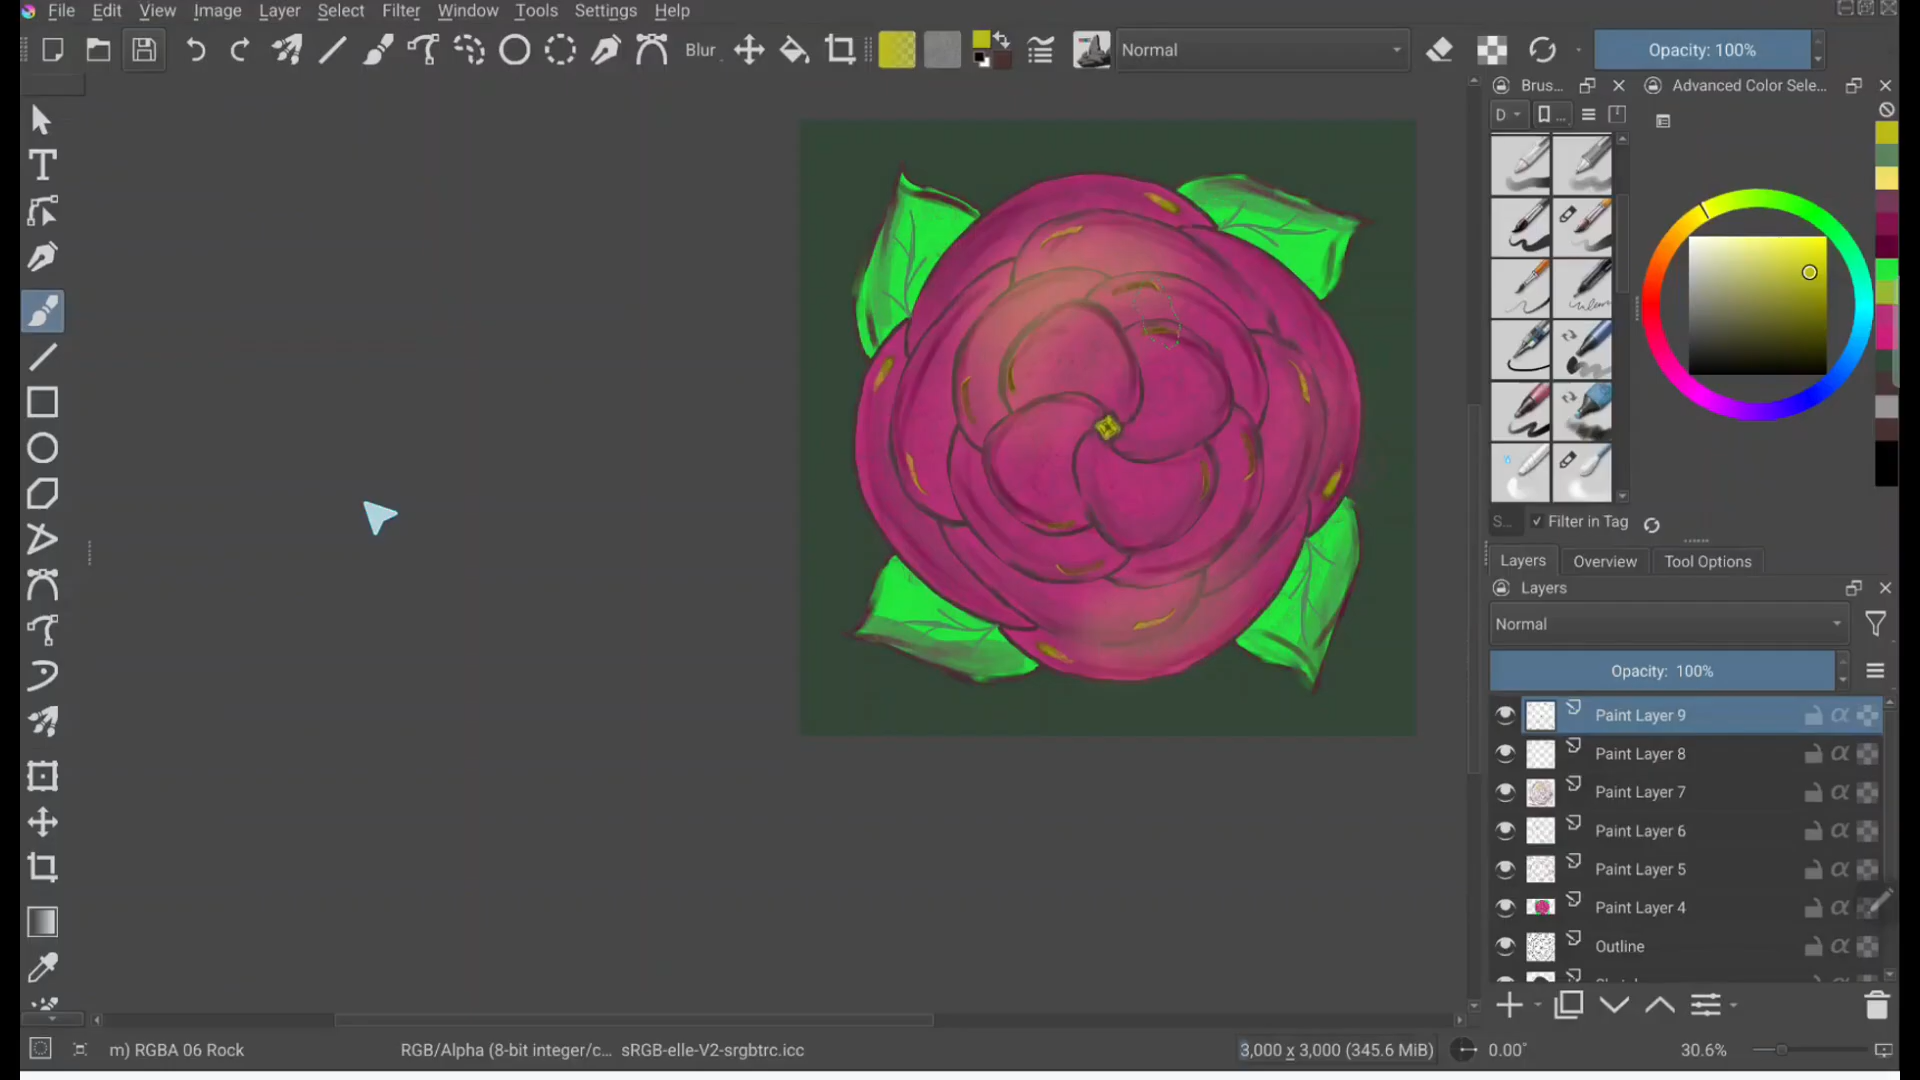 File Edit View Image Layer Select Filter Window Tools Settings Help
Blur Normal Opacity: 100%
Brus... Advanced Color Sele...
D ...
S... Filter in Tag
Layers Overview Tool Options
Layers
Normal
Opacity: 100%
Paint Layer 9
Paint Layer 8
Paint Layer 7
Paint Layer 6
Paint Layer 5
Paint Layer 4
Outline
m) RGBA 06 Rock RGB/Alpha (8-bit integer/c... sRGB-elle-V2-srgbtrc.icc 3,000 x 3,000 (345.6 MiB) 0.00° 30.6%